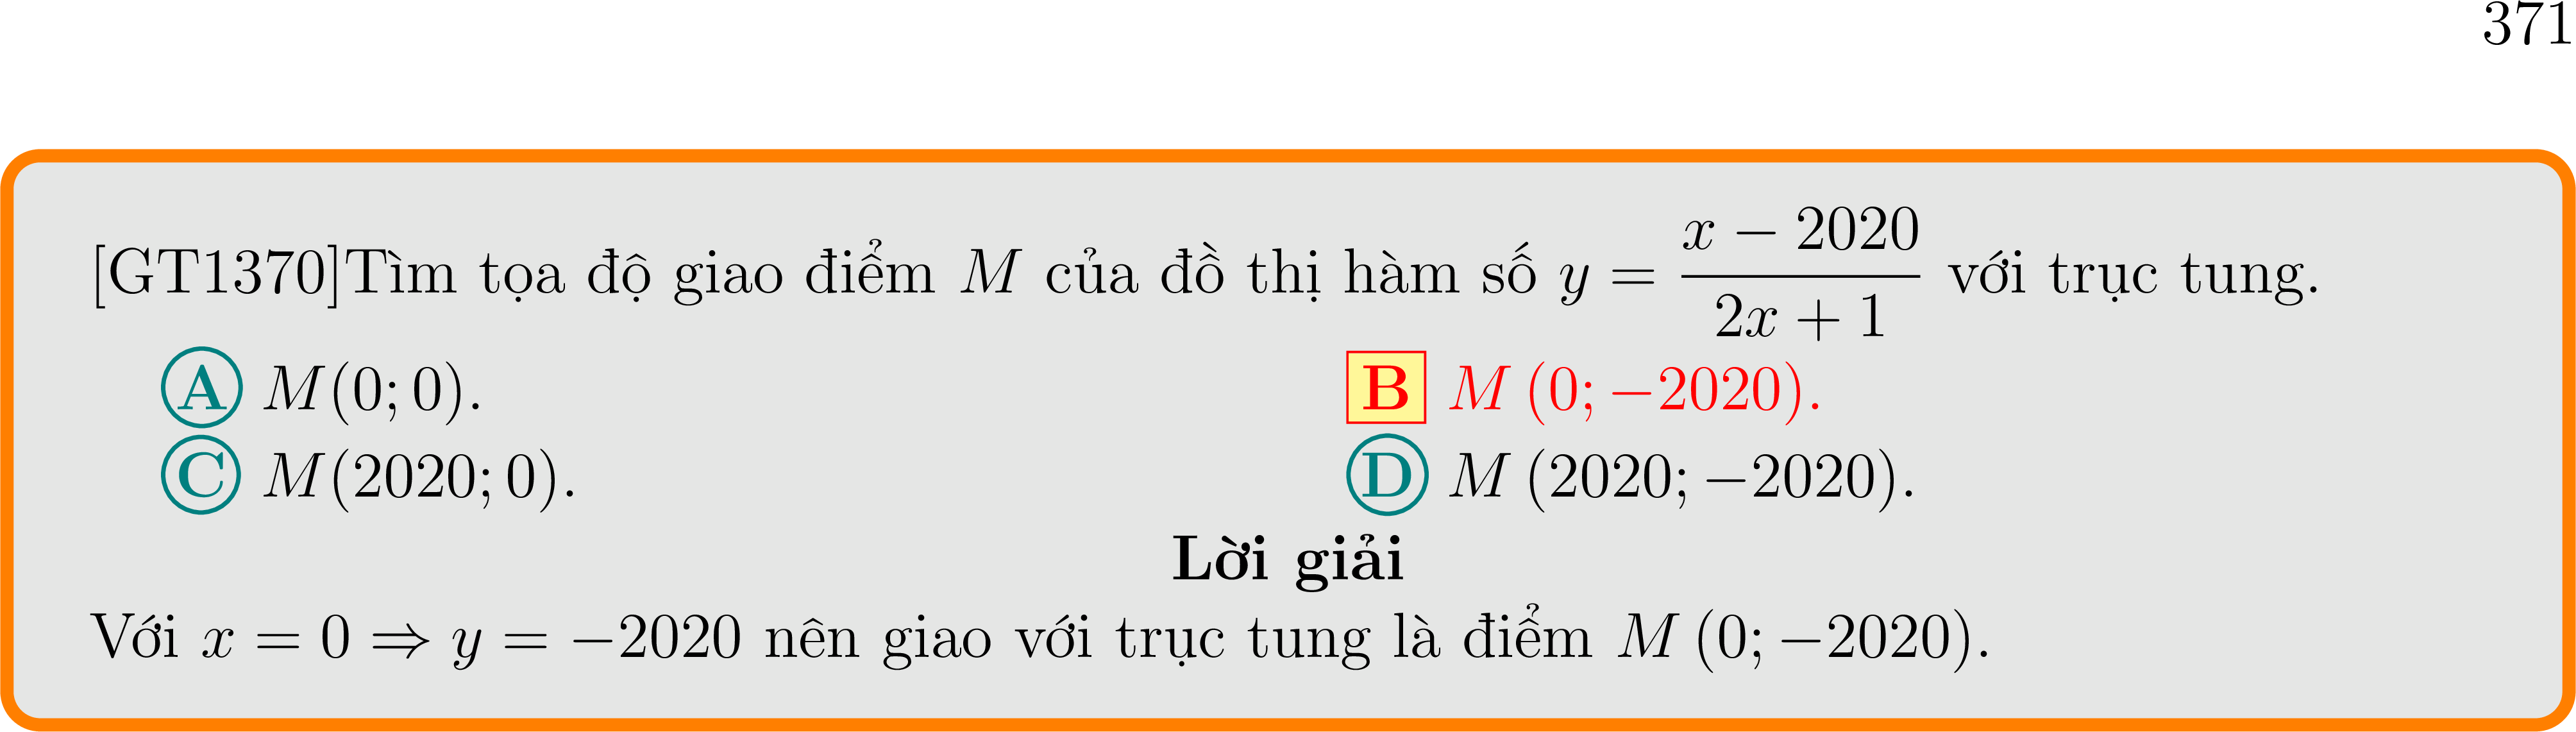 371
[GT1370]Tìm tọa độ giao điểm M của đồ thị hàm số y = \frac{x − 2020}{2x + 1} với trục tung.
A M(0; 0). B M (0; −2020).
C M(2020; 0). D M (2020; −2020).
Lời giải
Với x = 0 ⇒ y = −2020 nên giao với trục tung là điểm M (0; −2020).